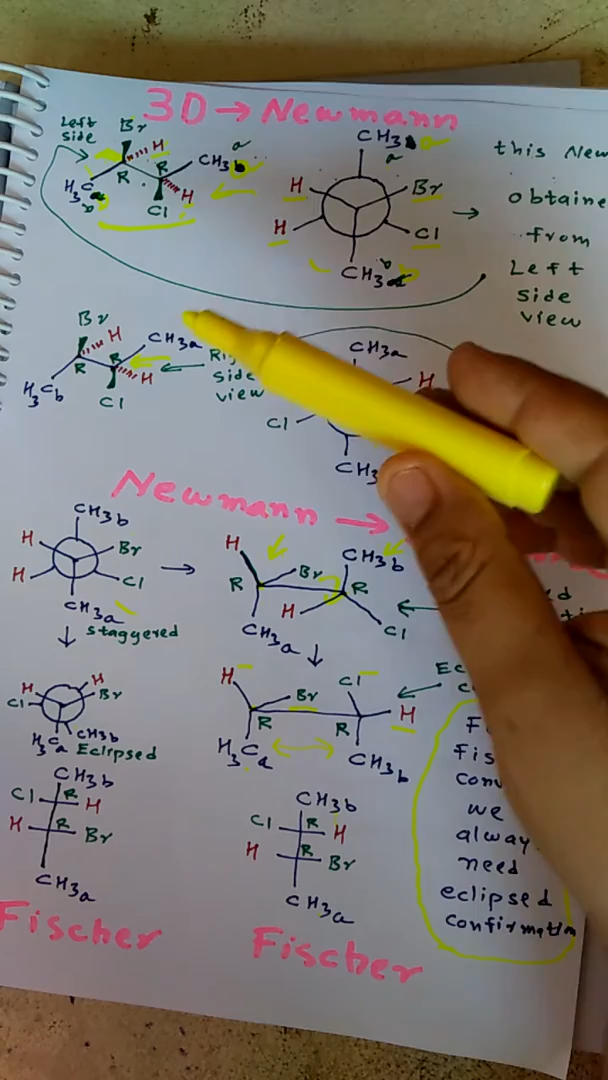 3D → Newmann
Left
side
Br
H
CH3b
a
R
R
H3Ca
b
H
Cl
CH3b
a
H
Br
H
Cl
CH3a
b
this New
obtaine
from
Left
side
view
Br
H
CH3a
R
R
H
H3Cb
Cl
side
view
CH3a
H
Cl
CH3
Newmann →
CH3b
H
Br
H
Cl
CH3a
staggered
H
Br
CH3b
R
R
H
CH3a
Cl
H
H
Cl
Br
CH3b
H3Ca
Eclipsed
H
Br
Cl
H
R
R
H3Ca
CH3b
CH3b
Cl R H
H R Br
CH3a
Fischer
CH3b
Cl R H
H R Br
CH3a
Fischer
we
alway
need
eclipsed
confirmation